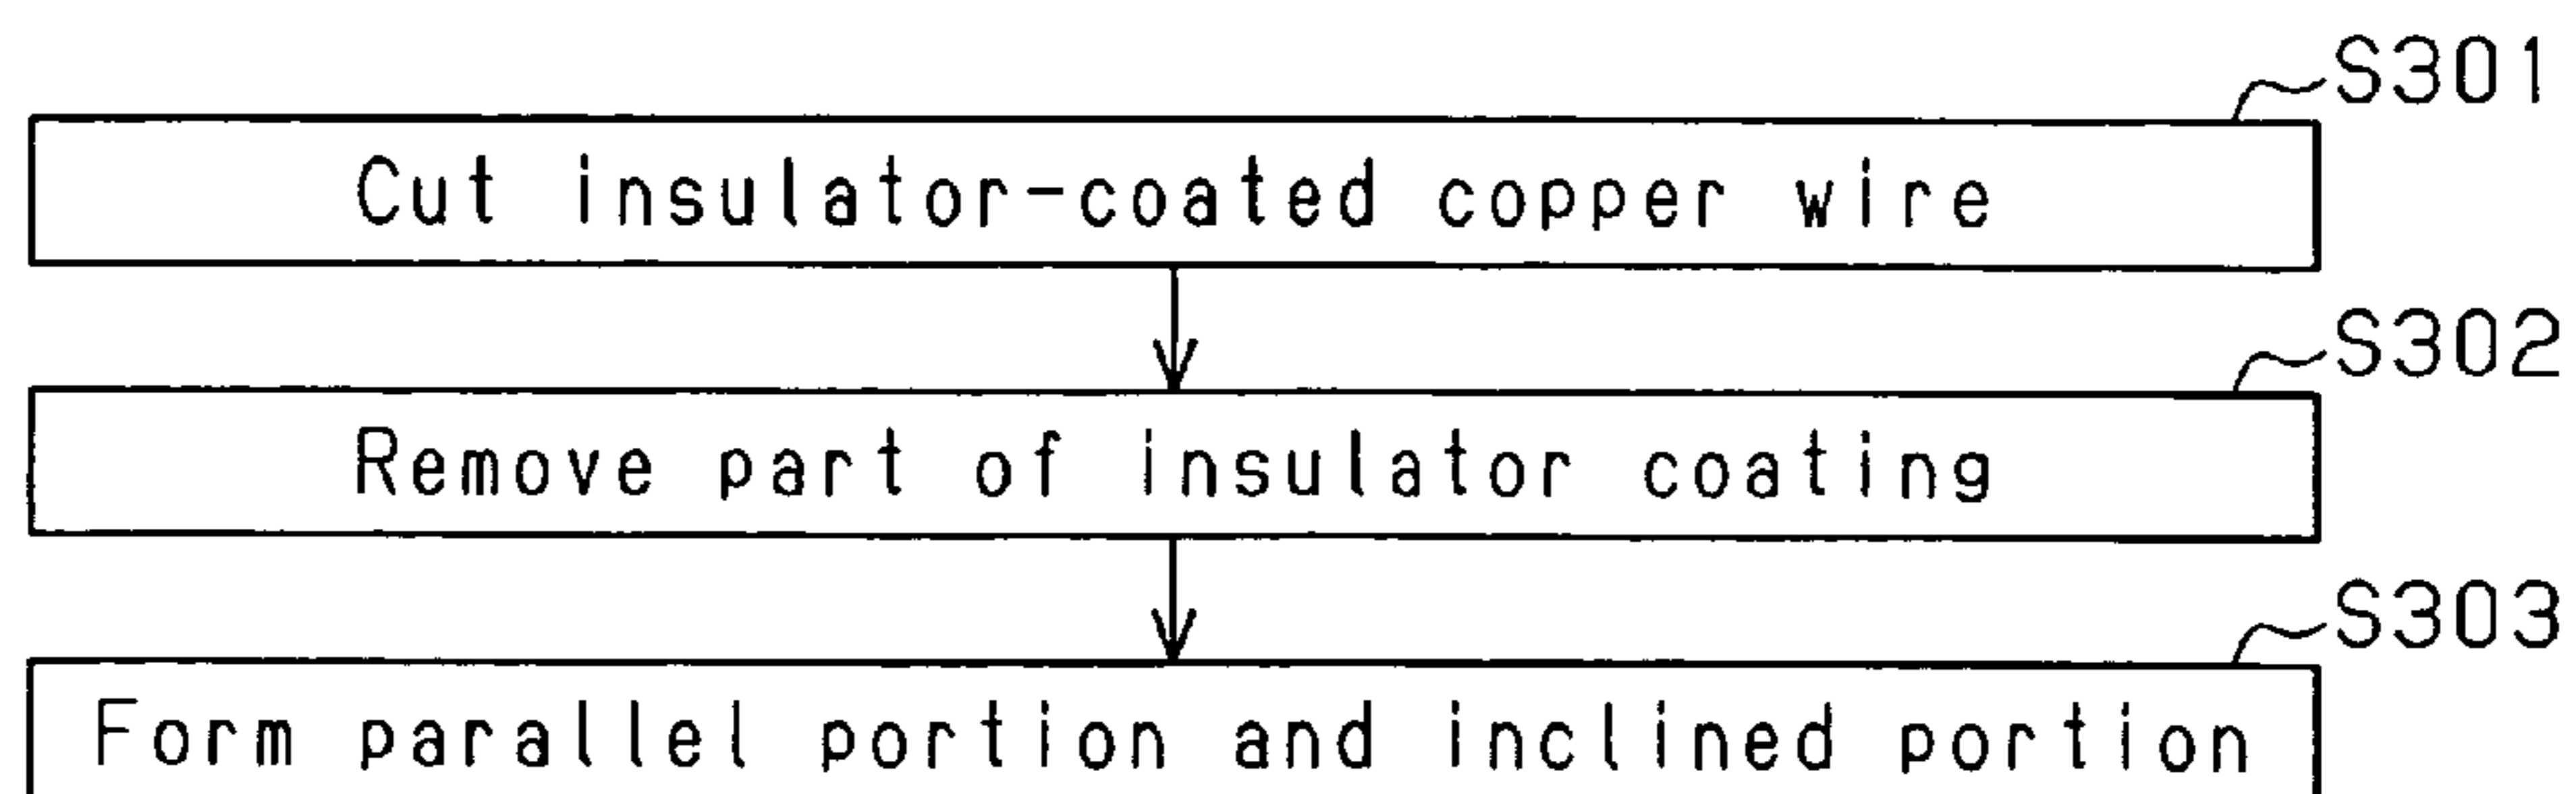 S301
Cut insulator-coated copper wire
S302
Remove part of insulator coating
S303
Form parallel portion and inclined portion